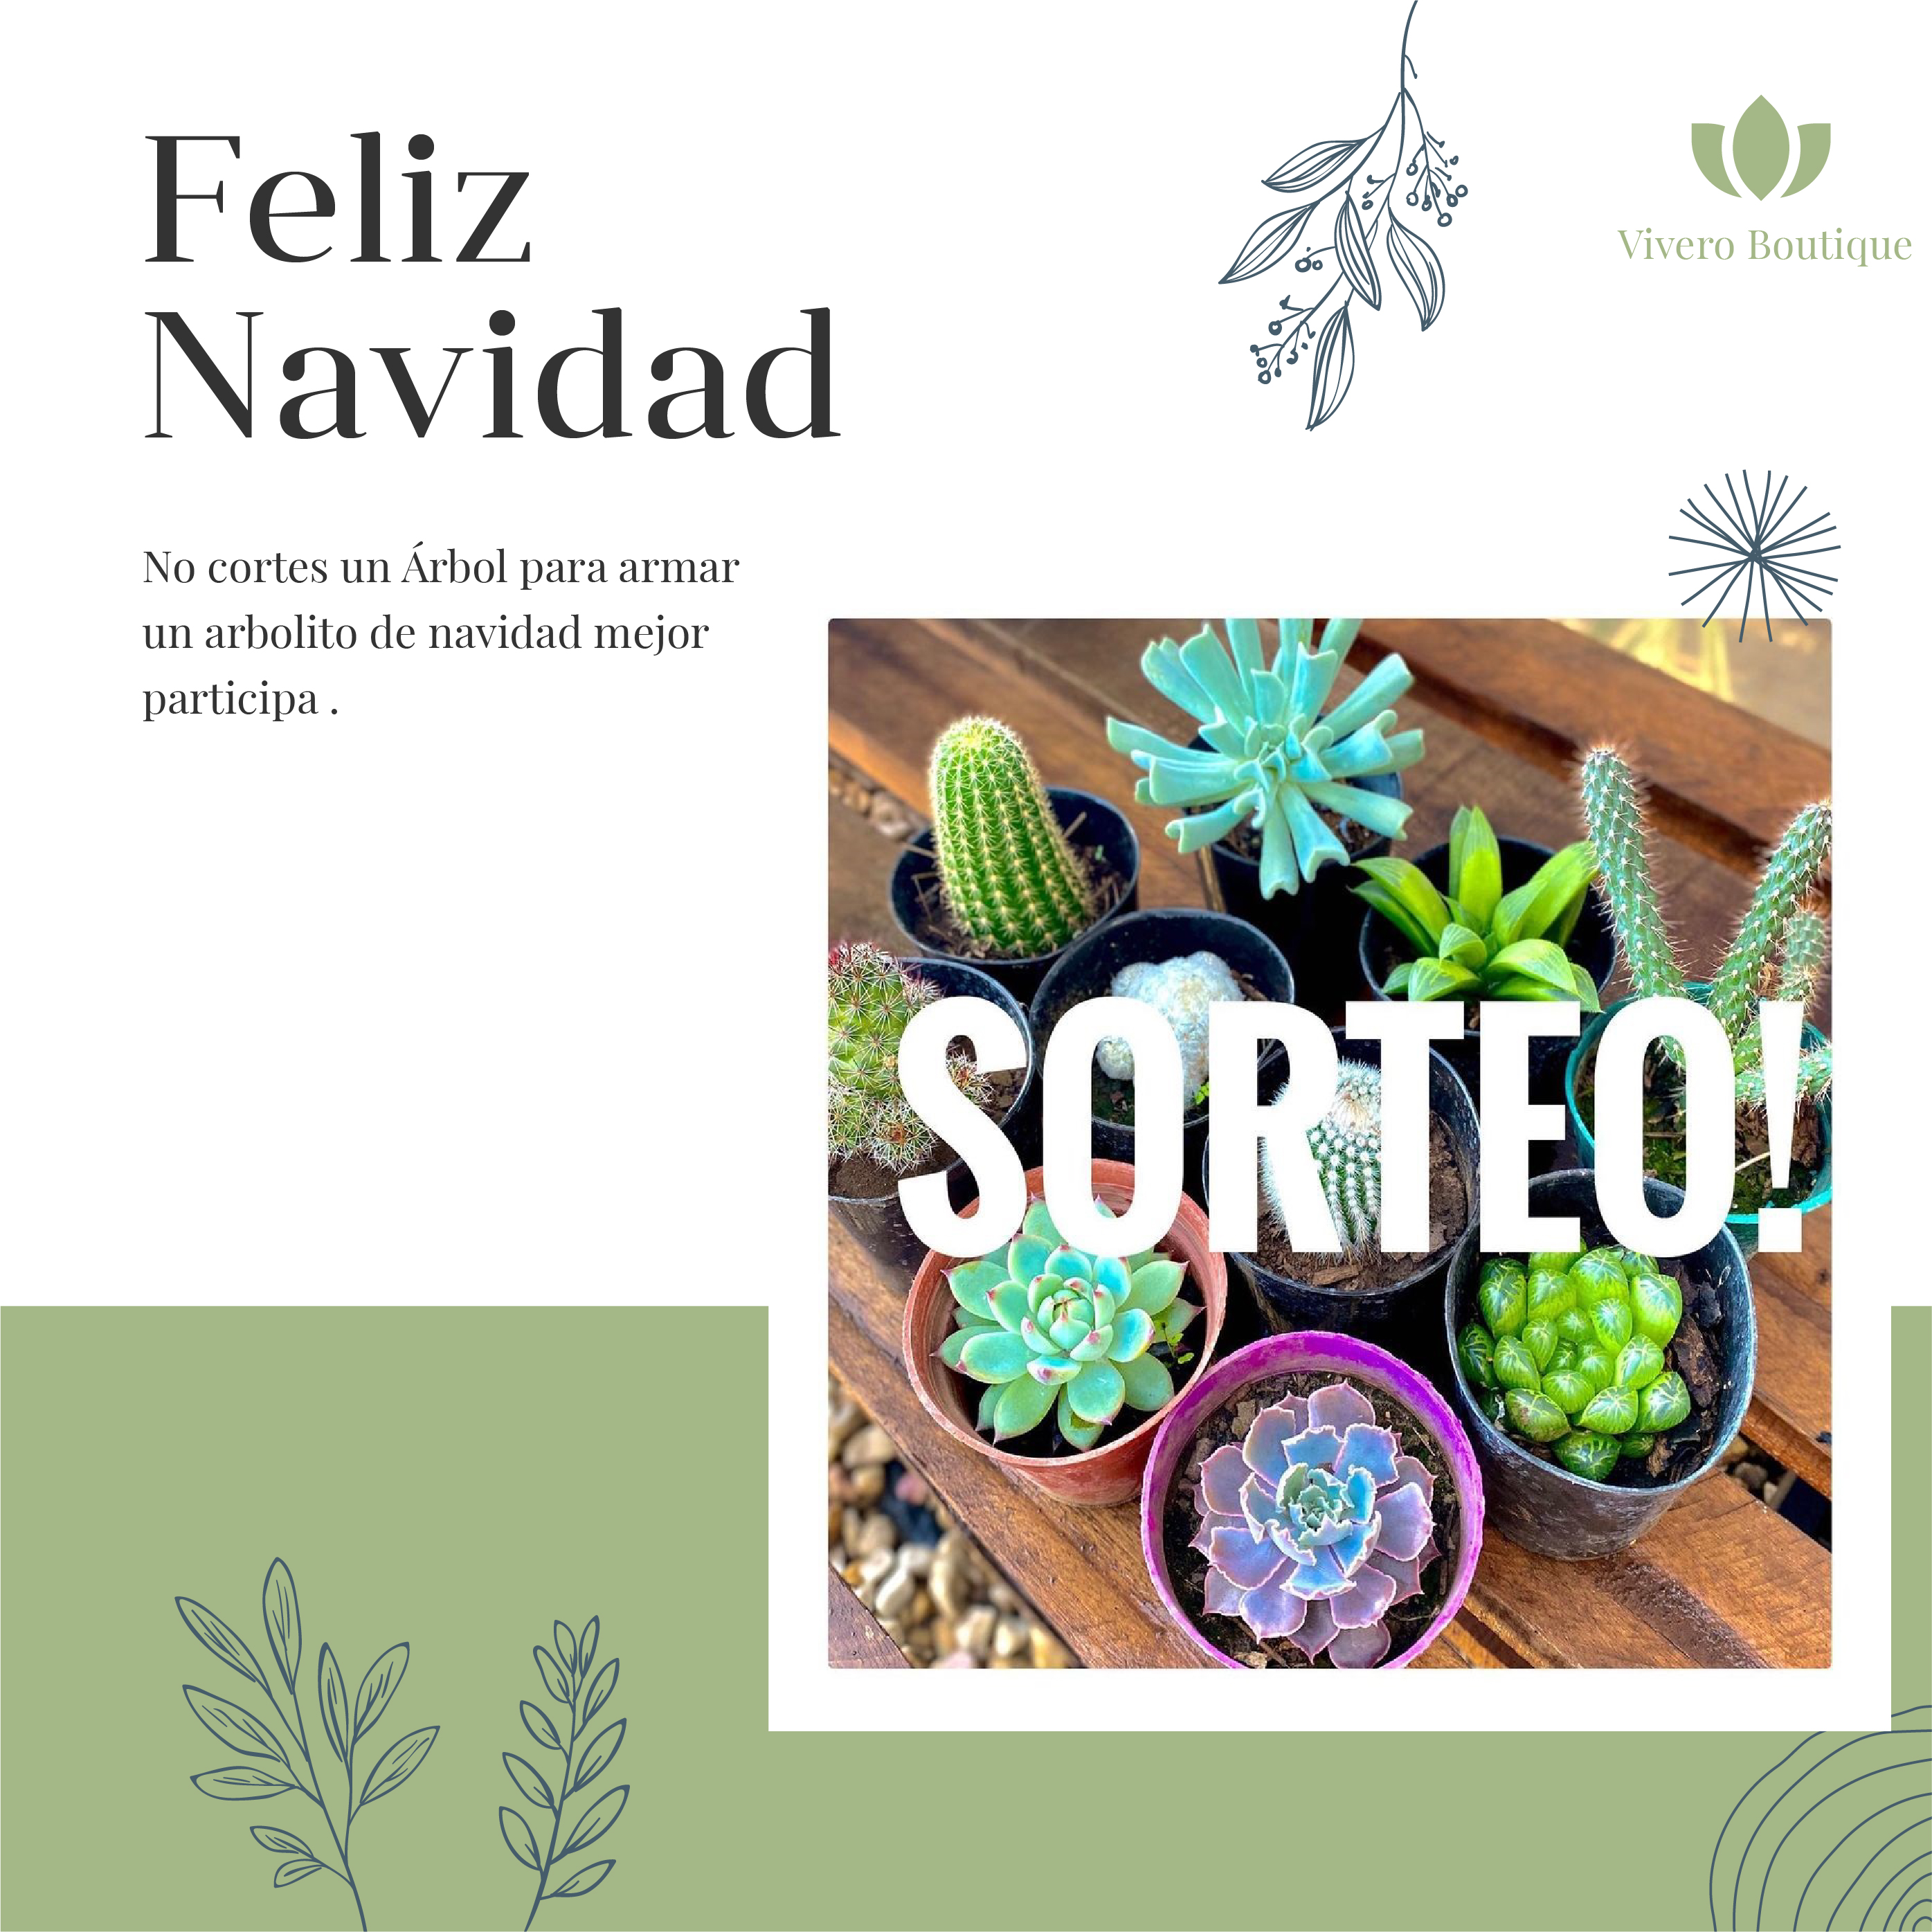 Feliz
Navidad
Vivero Boutique
No cortes un Árbol para armar
un arbolito de navidad mejor
participa .
SORTEO!